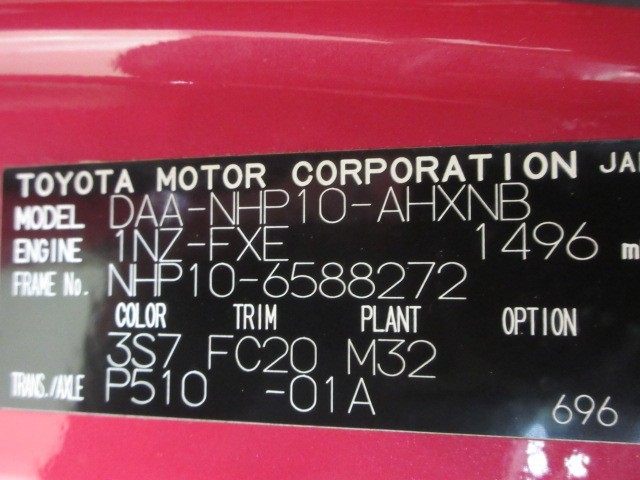 TOYOTA MOTOR CORPORATION JA
MODEL DAA-NHP10-AHXNB
ENGINE 1NZ-FXE 1496 m
FRAME No. NHP10-6588272
COLOR TRIM PLANT OPTION
3S7 FC20 M32
TRANS./AXLE P510 -01A
696